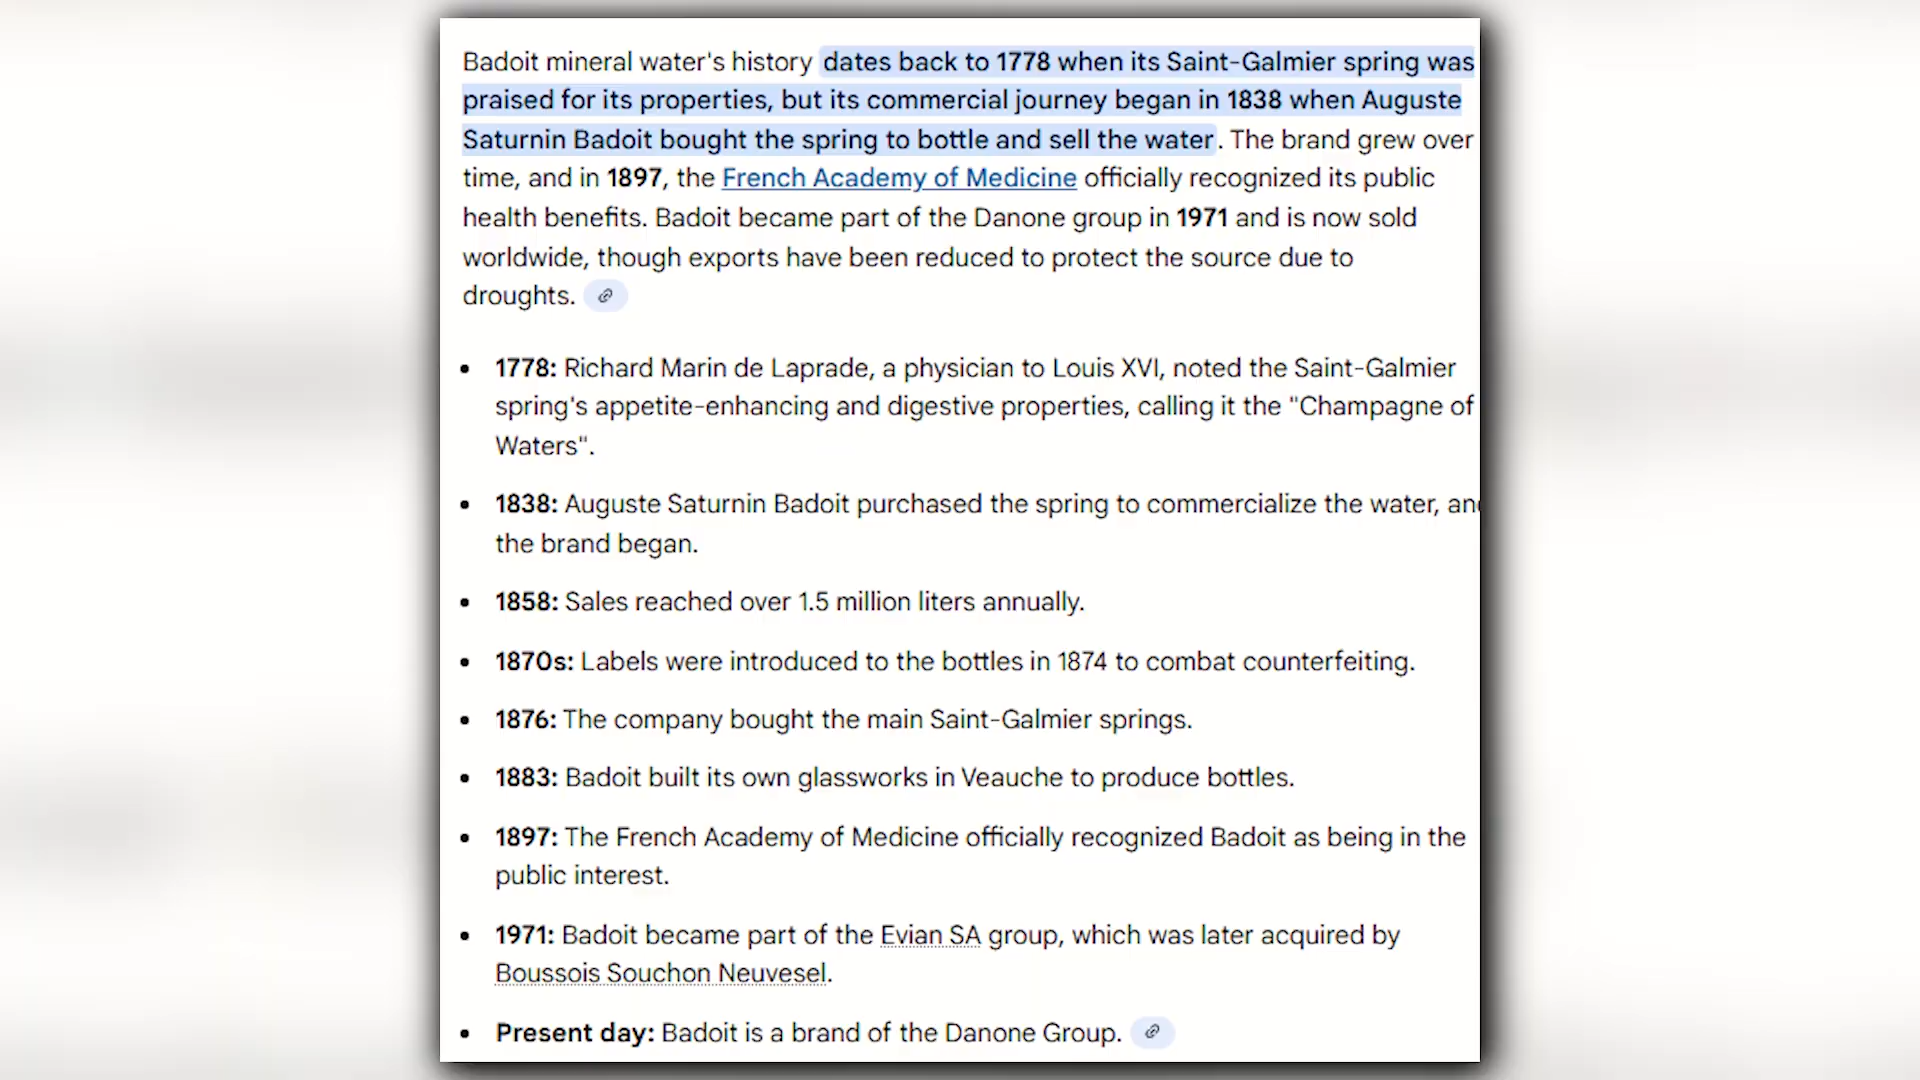 Badoit mineral water's history dates back to 1778 when its Saint-Galmier spring was
praised for its properties, but its commercial journey began in 1838 when Auguste
Saturnin Badoit bought the spring to bottle and sell the water. The brand grew over
time, and in 1897, the French Academy of Medicine officially recognized its public
health benefits. Badoit became part of the Danone group in 1971 and is now sold
worldwide, though exports have been reduced to protect the source due to
droughts.
• 1778: Richard Marin de Laprade, a physician to Louis XVI, noted the Saint-Galmier
spring's appetite-enhancing and digestive properties, calling it the "Champagne of
Waters".
• 1838: Auguste Saturnin Badoit purchased the spring to commercialize the water, and
the brand began.
• 1858: Sales reached over 1.5 million liters annually.
• 1870s: Labels were introduced to the bottles in 1874 to combat counterfeiting.
• 1876: The company bought the main Saint-Galmier springs.
• 1883: Badoit built its own glassworks in Veauche to produce bottles.
• 1897: The French Academy of Medicine officially recognized Badoit as being in the
public interest.
• 1971: Badoit became part of the Evian SA group, which was later acquired by
Boussois Souchon Neuvesel.
• Present day: Badoit is a brand of the Danone Group.